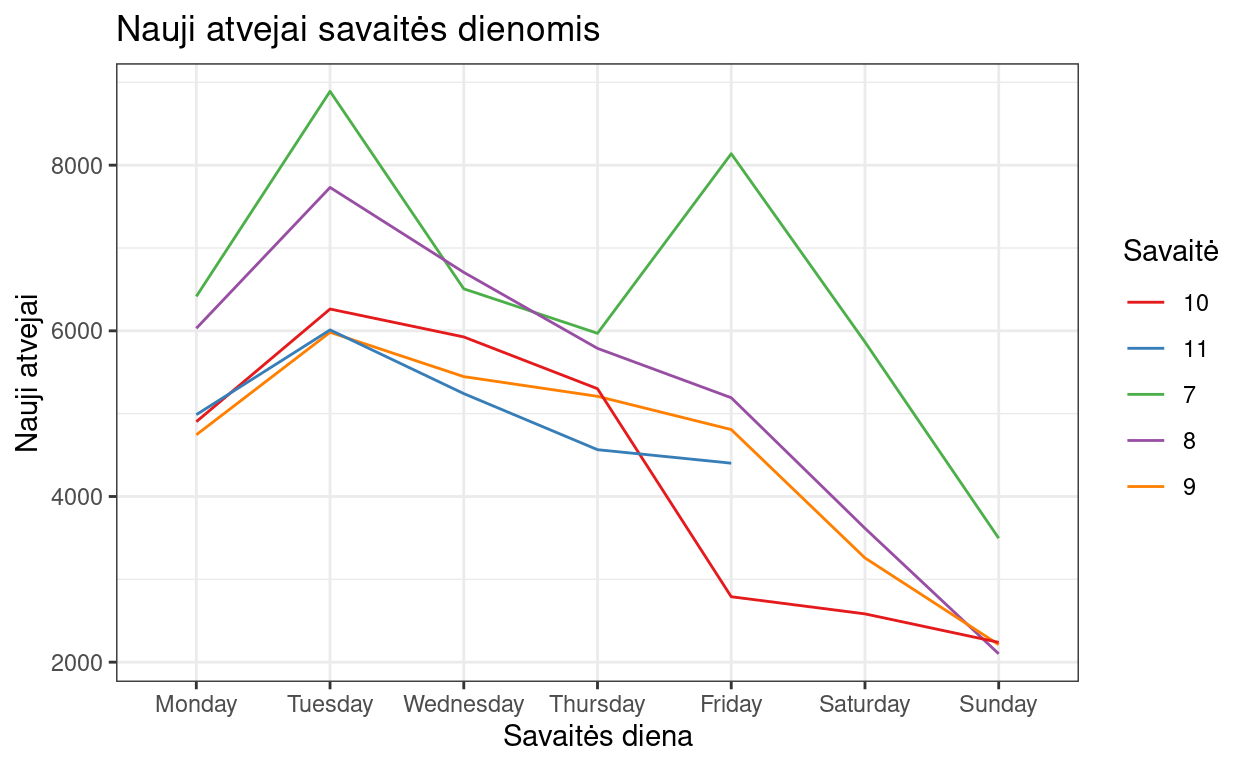 Nauji atvejai savaitės dienomis
Nauji atvejai
8000
6000
4000
2000
Monday Tuesday Wednesday Thursday Friday Saturday Sunday
Savaitės diena
Savaitė
10
11
7
8
9